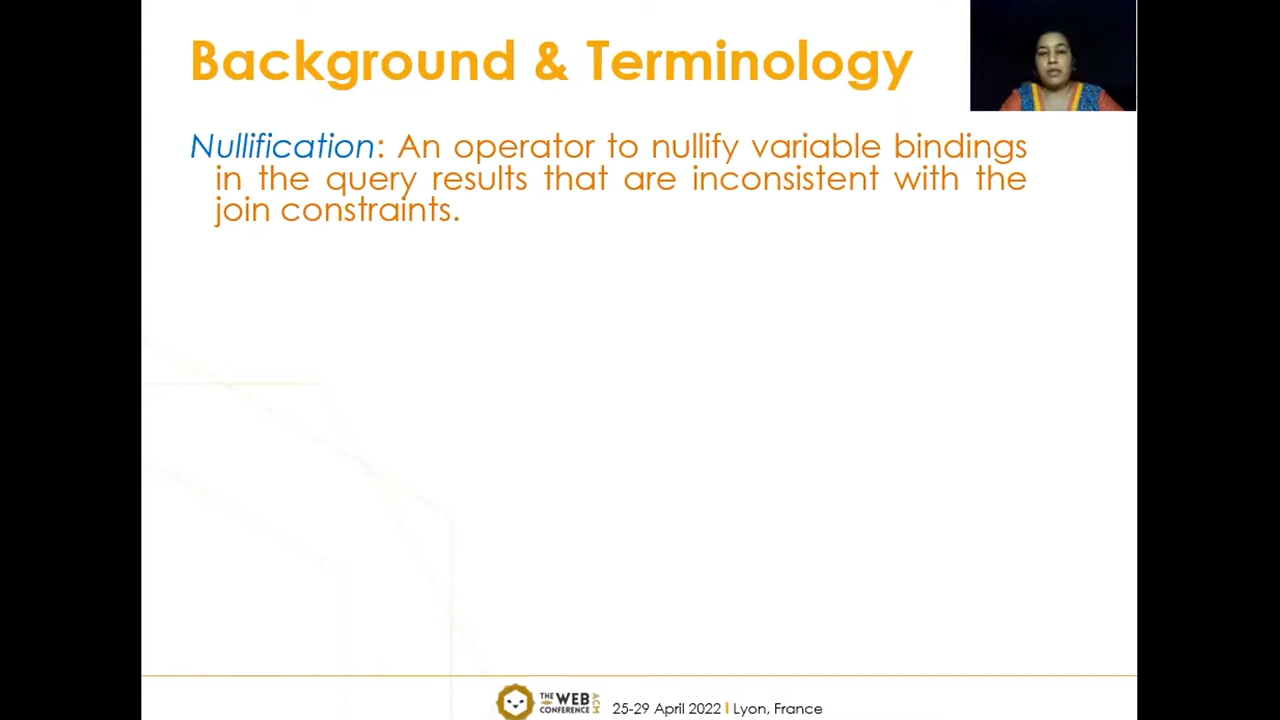 Background & Terminology
Nullification: An operator to nullify variable bindings
in the query results that are inconsistent with the
join constraints.
THE WEB CONFERENCE ACM 25-29 April 2022 | Lyon, France